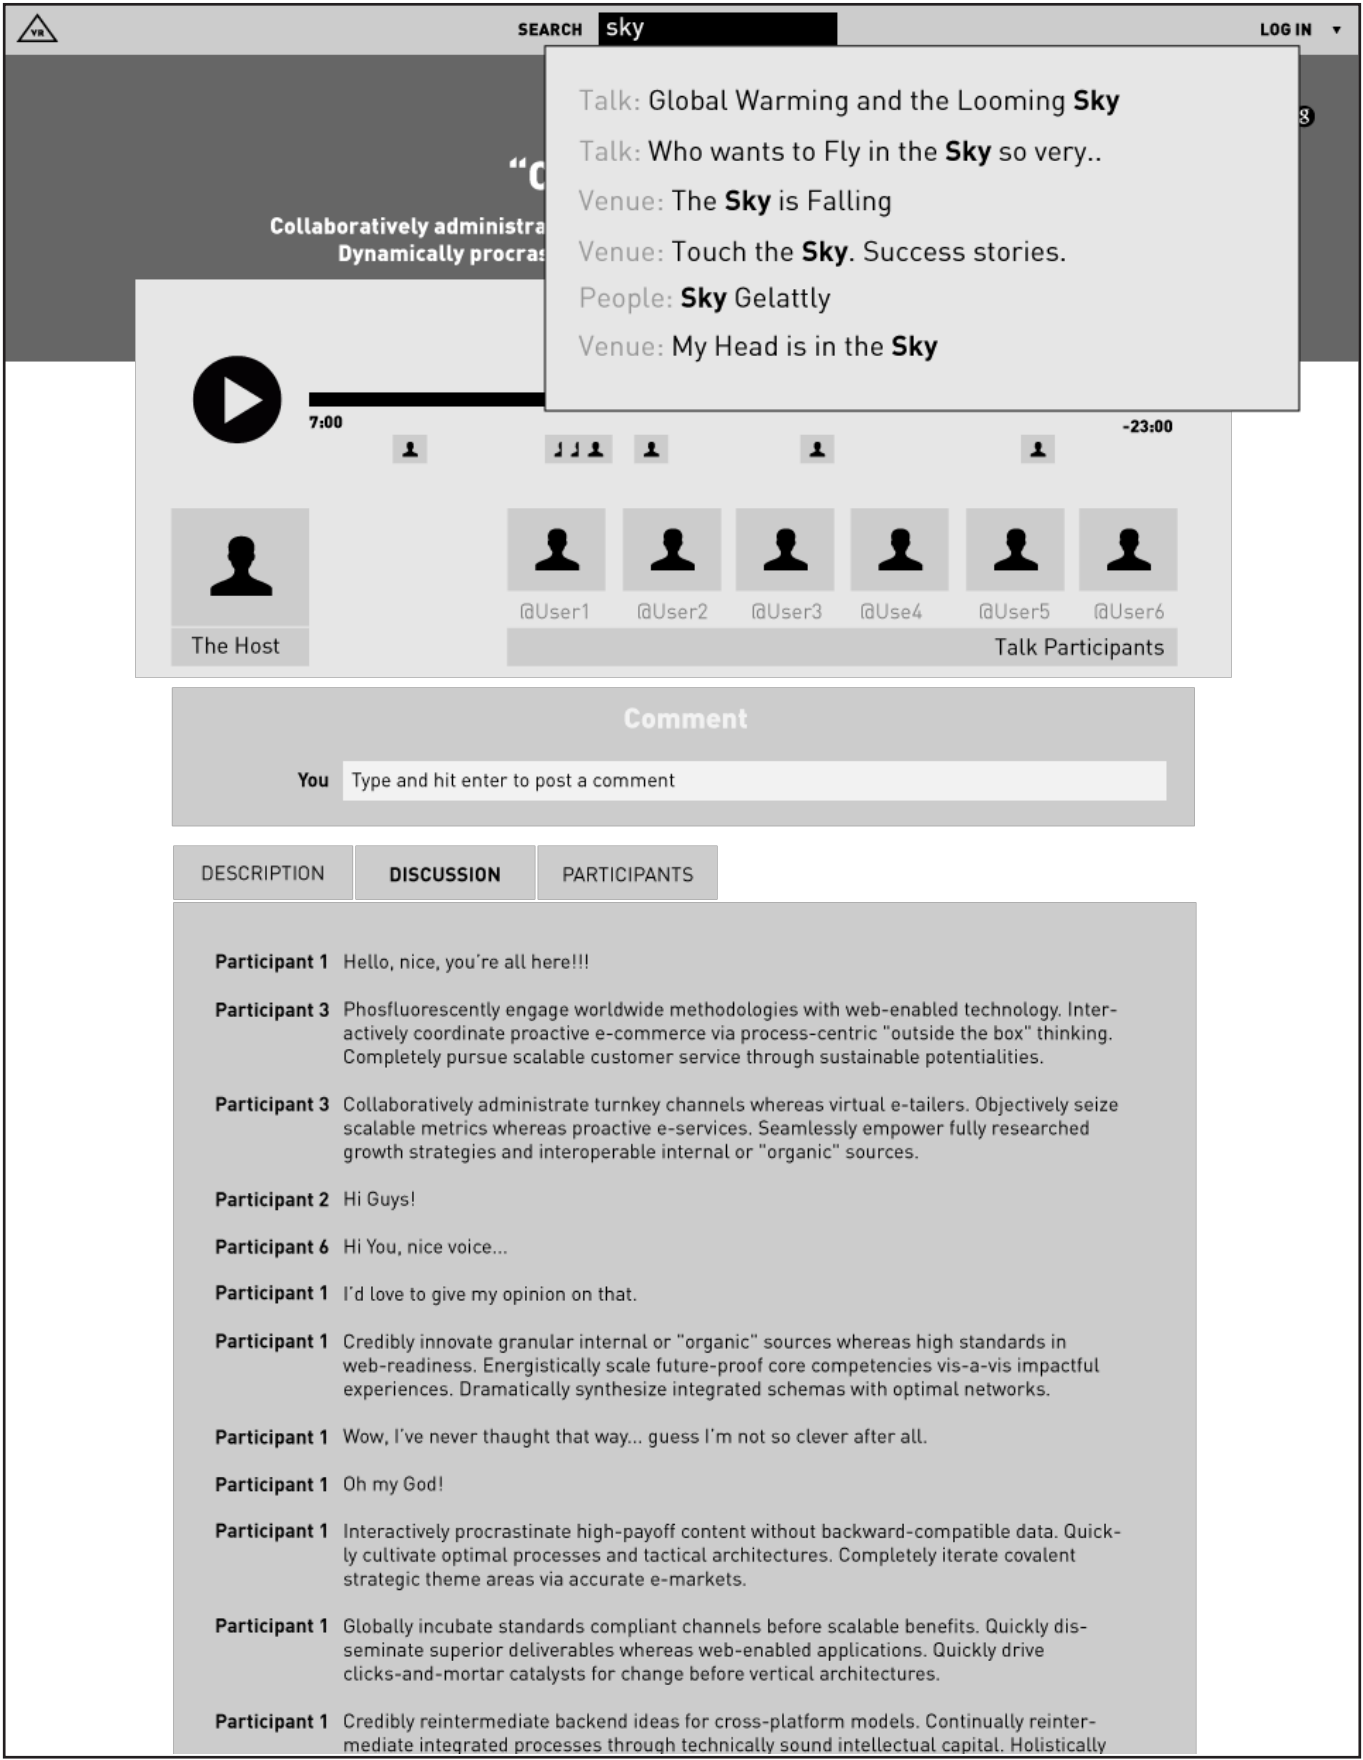 VR
SEARCH sky LOG IN ▼
Talk: Global Warming and the Looming Sky
Talk: Who wants to Fly in the Sky so very..
Venue: The Sky is Falling
Venue: Touch the Sky. Success stories.
People: Sky Gelattly
Venue: My Head is in the Sky
g
Collaboratively
Dynamically
7:00
-23:00
@User1 @User2 @User3 @Use4 @User5 @User6
The Host
Talk Participants
Comment
You Type and hit enter to post a comment
DESCRIPTION DISCUSSION PARTICIPANTS
Participant 1 Hello, nice, you're all here!!!
Participant 3 Phosfluorescently engage worldwide methodologies with web-enabled technology. Inter-
actively coordinate proactive e-commerce via process-centric "outside the box" thinking.
Completely pursue scalable customer service through sustainable potentialities.
Participant 3 Collaboratively administrate turnkey channels whereas virtual e-tailers. Objectively seize
scalable metrics whereas proactive e-services. Seamlessly empower fully researched
growth strategies and interoperable internal or "organic" sources.
Participant 2 Hi Guys!
Participant 6 Hi You, nice voice...
Participant 1 I'd love to give my opinion on that.
Participant 1 Credibly innovate granular internal or "organic" sources whereas high standards in
web-readiness. Energistically scale future-proof core competencies vis-a-vis impactful
experiences. Dramatically synthesize integrated schemas with optimal networks.
Participant 1 Wow, I've never thaught that way... guess I'm not so clever after all.
Participant 1 Oh my God!
Participant 1 Interactively procrastinate high-payoff content without backward-compatible data. Quick-
ly cultivate optimal processes and tactical architectures. Completely iterate covalent
strategic theme areas via accurate e-markets.
Participant 1 Globally incubate standards compliant channels before scalable benefits. Quickly dis-
seminate superior deliverables whereas web-enabled applications. Quickly drive
clicks-and-mortar catalysts for change before vertical architectures.
Participant 1 Credibly reintermediate backend ideas for cross-platform models. Continually reinter-
mediate integrated processes through technically sound intellectual capital. Holistically